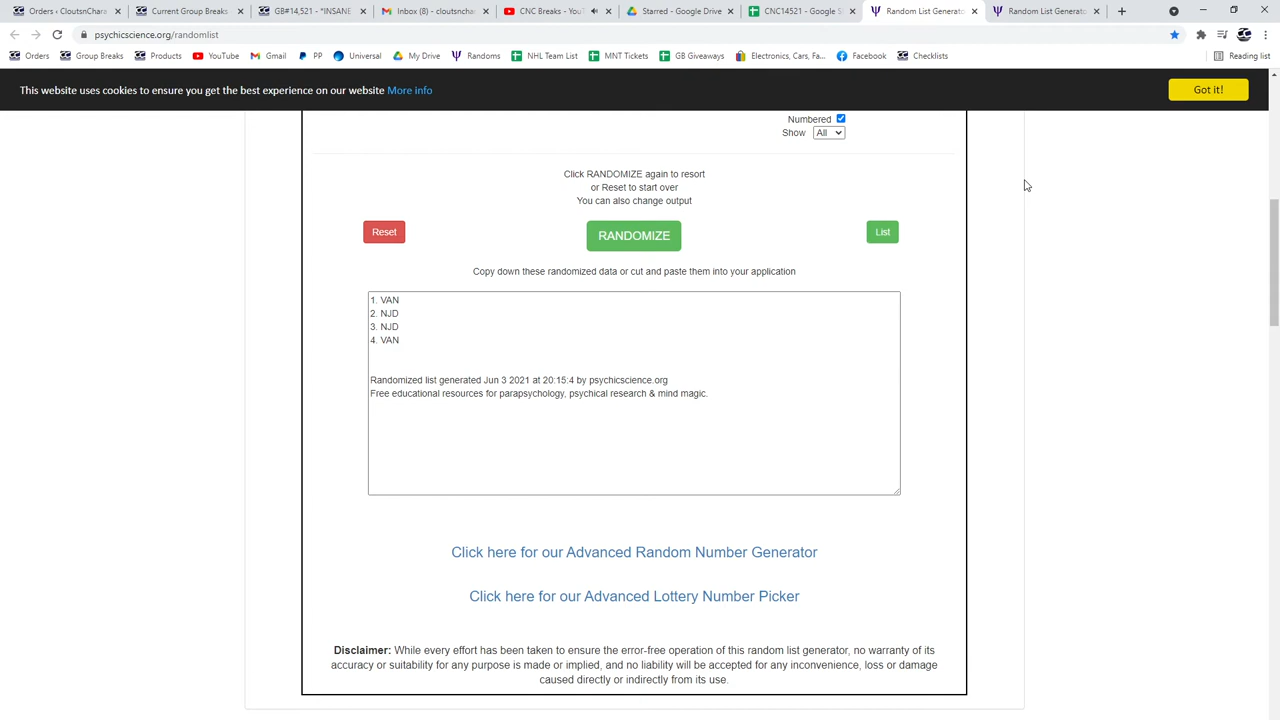 Orders ‹ CloutsnChara
Current Group Breaks
GB#14,521 - *INSANE
Inbox (8) - cloutsnch
CNC Breaks - You
Starred - Google Drive
CNC14521 - Google S
Random List Generato
Random List Generato
psychicscience.org/randomlist
Orders
Group Breaks
Products
YouTube
Gmail
PP
Universal
My Drive
Randoms
NHL Team List
MNT Tickets
GB Giveaways
Electronics, Cars, Fa...
Facebook
Checklists
Reading list
This website uses cookies to ensure you get the best experience on our website More info
Got it!
Numbered
Show All
Click RANDOMIZE again to resort
or Reset to start over
You can also change output
Reset
RANDOMIZE
List
Copy down these randomized data or cut and paste them into your application
1. VAN
2. NJD
3. NJD
4. VAN
Randomized list generated Jun 3 2021 at 20:15:4 by psychicscience.org
Free educational resources for parapsychology, psychical research & mind magic.
Click here for our Advanced Random Number Generator
Click here for our Advanced Lottery Number Picker
Disclaimer: While every effort has been taken to ensure the error-free operation of this random list generator, no warranty of its
accuracy or suitability for any purpose is made or implied, and no liability will be accepted for any inconvenience, loss or damage
caused directly or indirectly from its use.